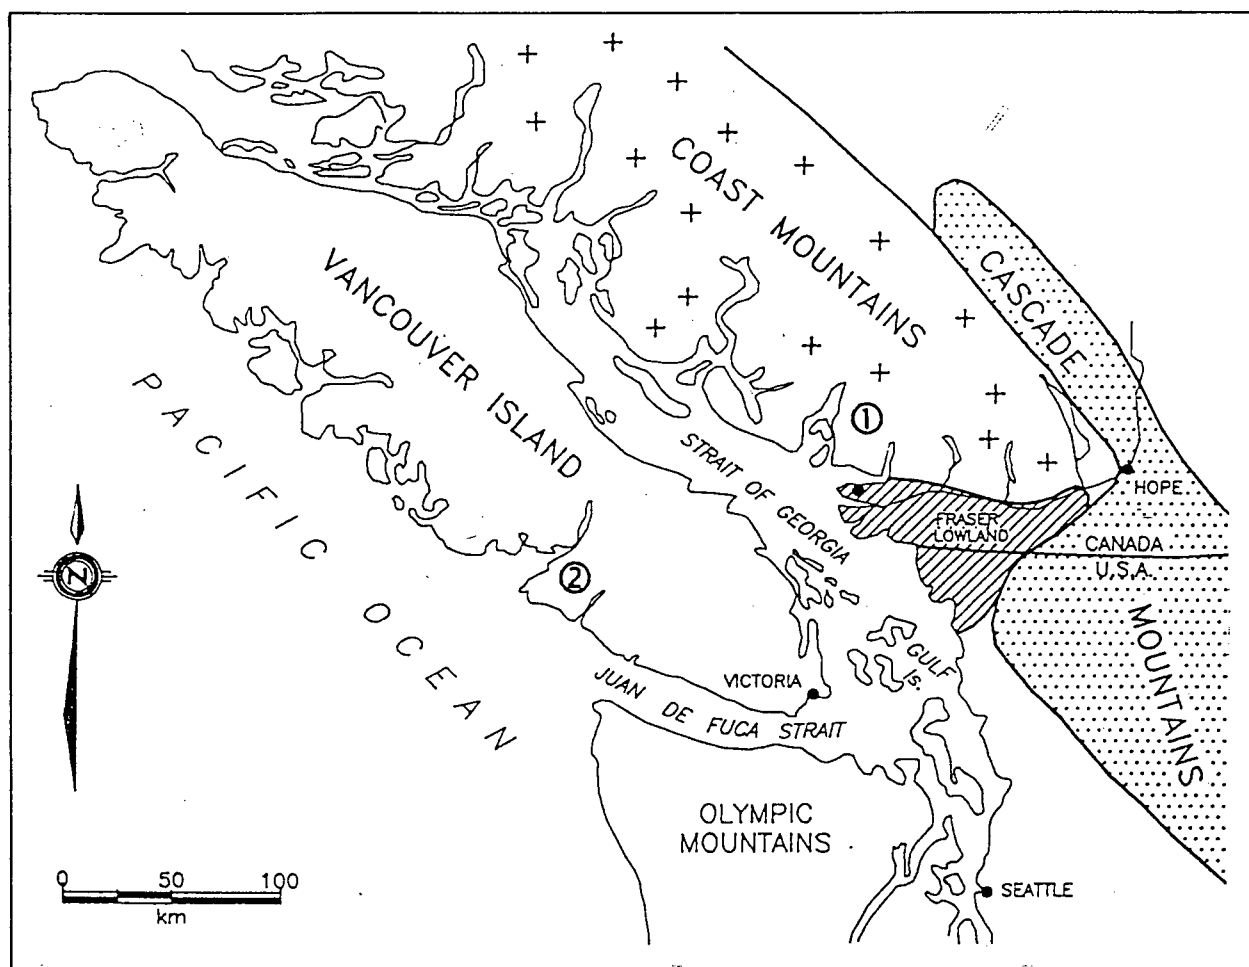 COAST MOUNTAINS
CASCADE
MOUNTAINS
VANCOUVER ISLAND
PACIFIC OCEAN
STRAIT OF GEORGIA
①
②
HOPE
FRASER
LOWLAND
CANADA
U.S.A.
GULF
Is.
VICTORIA
JUAN DE FUCA STRAIT
OLYMPIC
MOUNTAINS
SEATTLE
N
0 50 100
km